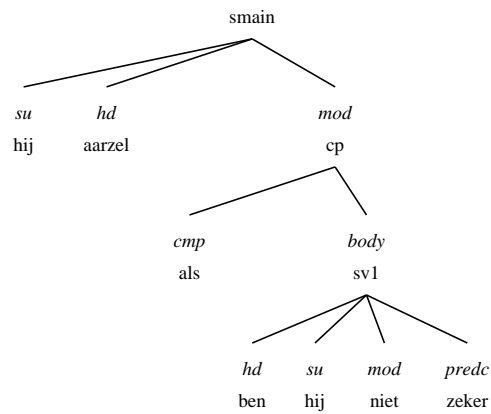 smain
su hd mod
hij aarzel cp
cmp body
als sv1
hd su mod predc
ben hij niet zeker